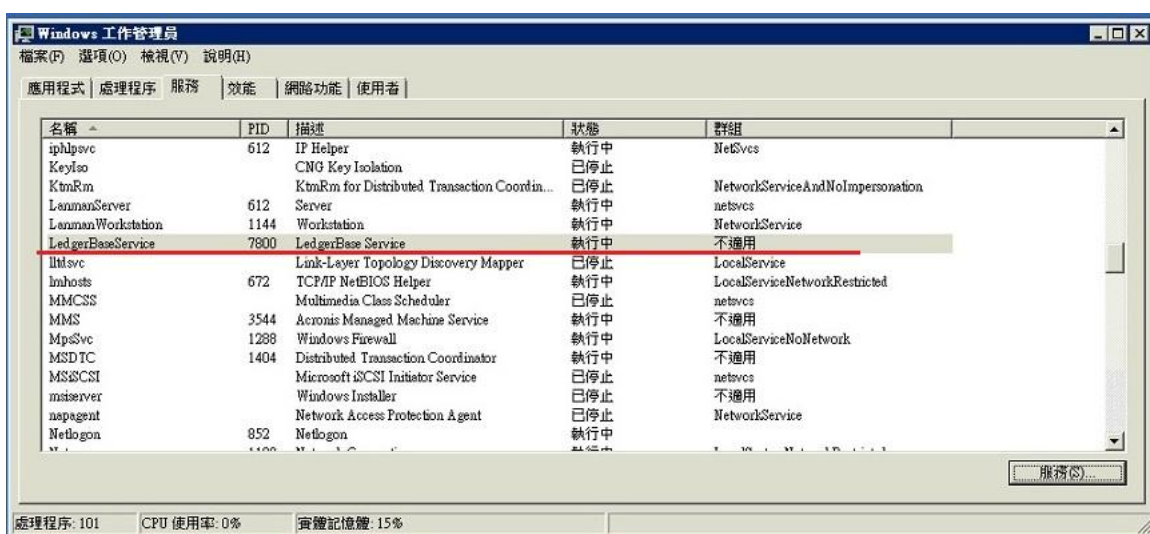 Windows 工作管理員
檔案(F) 選項(O) 檢視(V) 說明(H)
應用程式 處理程序 服務 效能 網路功能 使用者
名稱 PID 描述 狀態 群組
iphlpsvc 612 IP Helper 執行中 NetSvcs
KeyIso CNG Key Isolation 已停止
KtmRm KtmRm for Distributed Transaction Coordin... 已停止 NetworkServiceAndNoImpersonation
LanmanServer 612 Server 執行中 netsvcs
LanmanWorkstation 1144 Workstation 執行中 NetworkService
LedgerBaseService 7800 LedgerBase Service 執行中 不適用
lltdsvc Link-Layer Topology Discovery Mapper 已停止 LocalService
lmhosts 672 TCP/IP NetBIOS Helper 執行中 LocalServiceNetworkRestricted
MMCSS Multimedia Class Scheduler 已停止 netsvcs
MMS 3544 Acronis Managed Machine Service 執行中 不適用
MpsSvc 1288 Windows Firewall 執行中 LocalServiceNoNetwork
MSDTC 1404 Distributed Transaction Coordinator 執行中 不適用
MSiSCSI Microsoft iSCSI Initiator Service 已停止 netsvcs
msiserver Windows Installer 已停止 不適用
napagent Network Access Protection Agent 已停止 NetworkService
Netlogon 852 Netlogon 執行中
服務(S)...
處理程序: 101 CPU 使用率: 0% 實體記憶體: 15%